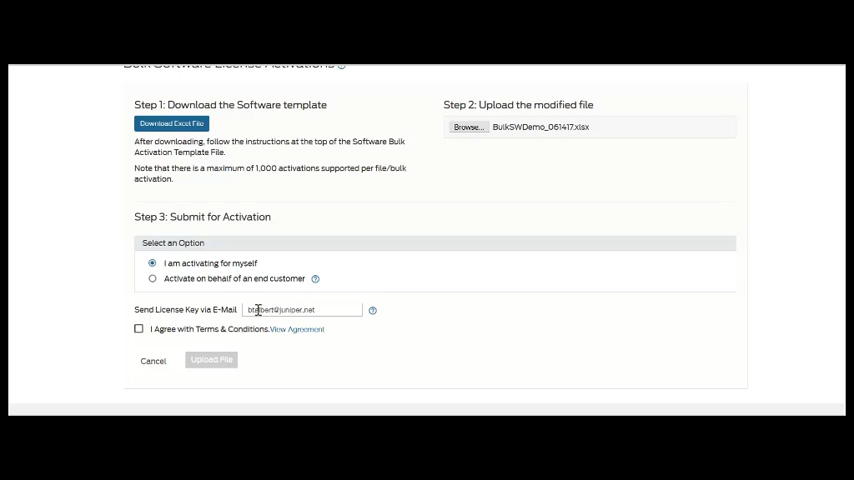 Bulk Software License Activations
Step 1: Download the Software template
Download Excel File
After downloading, follow the instructions at the top of the Software Bulk
Activation Template File.
Note that there is a maximum of 1,000 activations supported per file/bulk
activation.
Step 2: Upload the modified file
Browse... BulkSWDemo_061417.xlsx
Step 3: Submit for Activation
Select an Option
I am activating for myself
Activate on behalf of an end customer
Send License Key via E-Mail
I Agree with Terms & Conditions.View Agreement
Cancel
Upload File